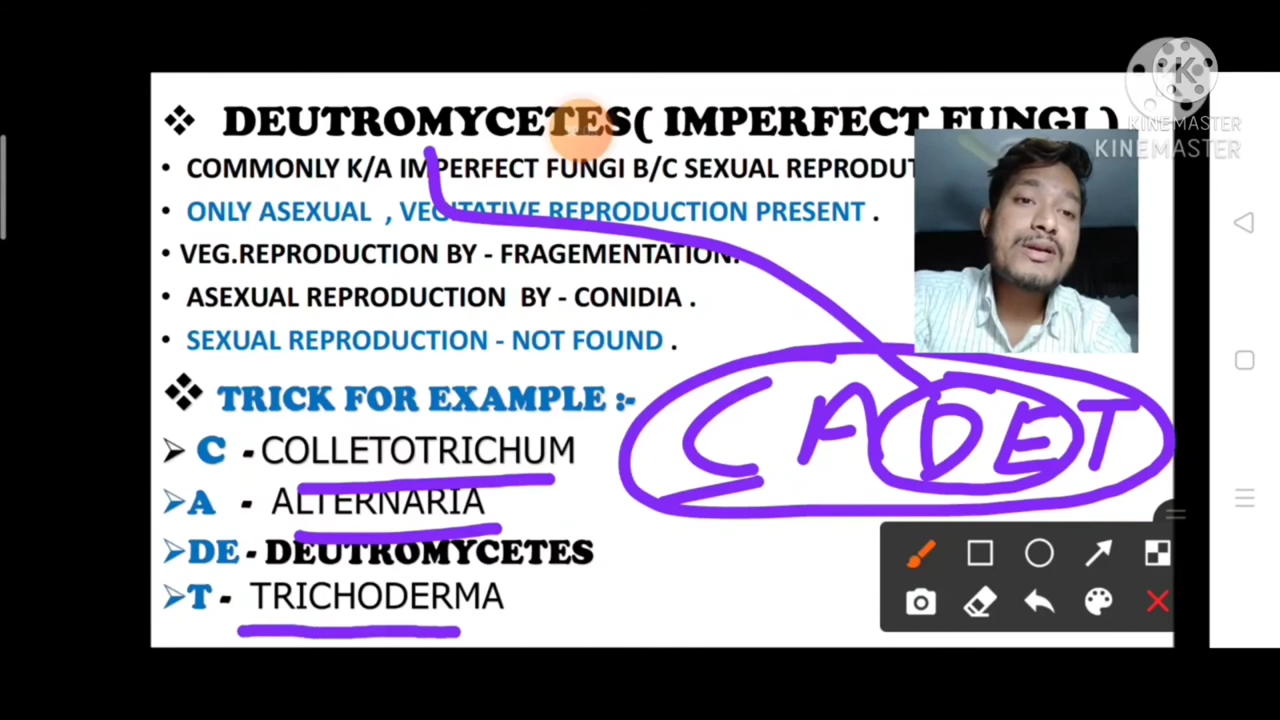 ❖ DEUTROMYCETES( IMPERFECT FUNGI )
• COMMONLY K/A IMPERFECT FUNGI B/C SEXUAL
• ONLY ASEXUAL , VEGITATIVE REPRODUCTION PRESENT .
• VEG.REPRODUCTION BY - FRAGEMENTATION.
• ASEXUAL REPRODUCTION BY - CONIDIA .
• SEXUAL REPRODUCTION - NOT FOUND .
❖ TRICK FOR EXAMPLE :-
➢ C - COLLETOTRICHUM
➢ A - ALTERNARIA
➢ DE - DEUTROMYCETES
➢ T - TRICHODERMA
CADET
K
KINEMASTER
KINEMASTER